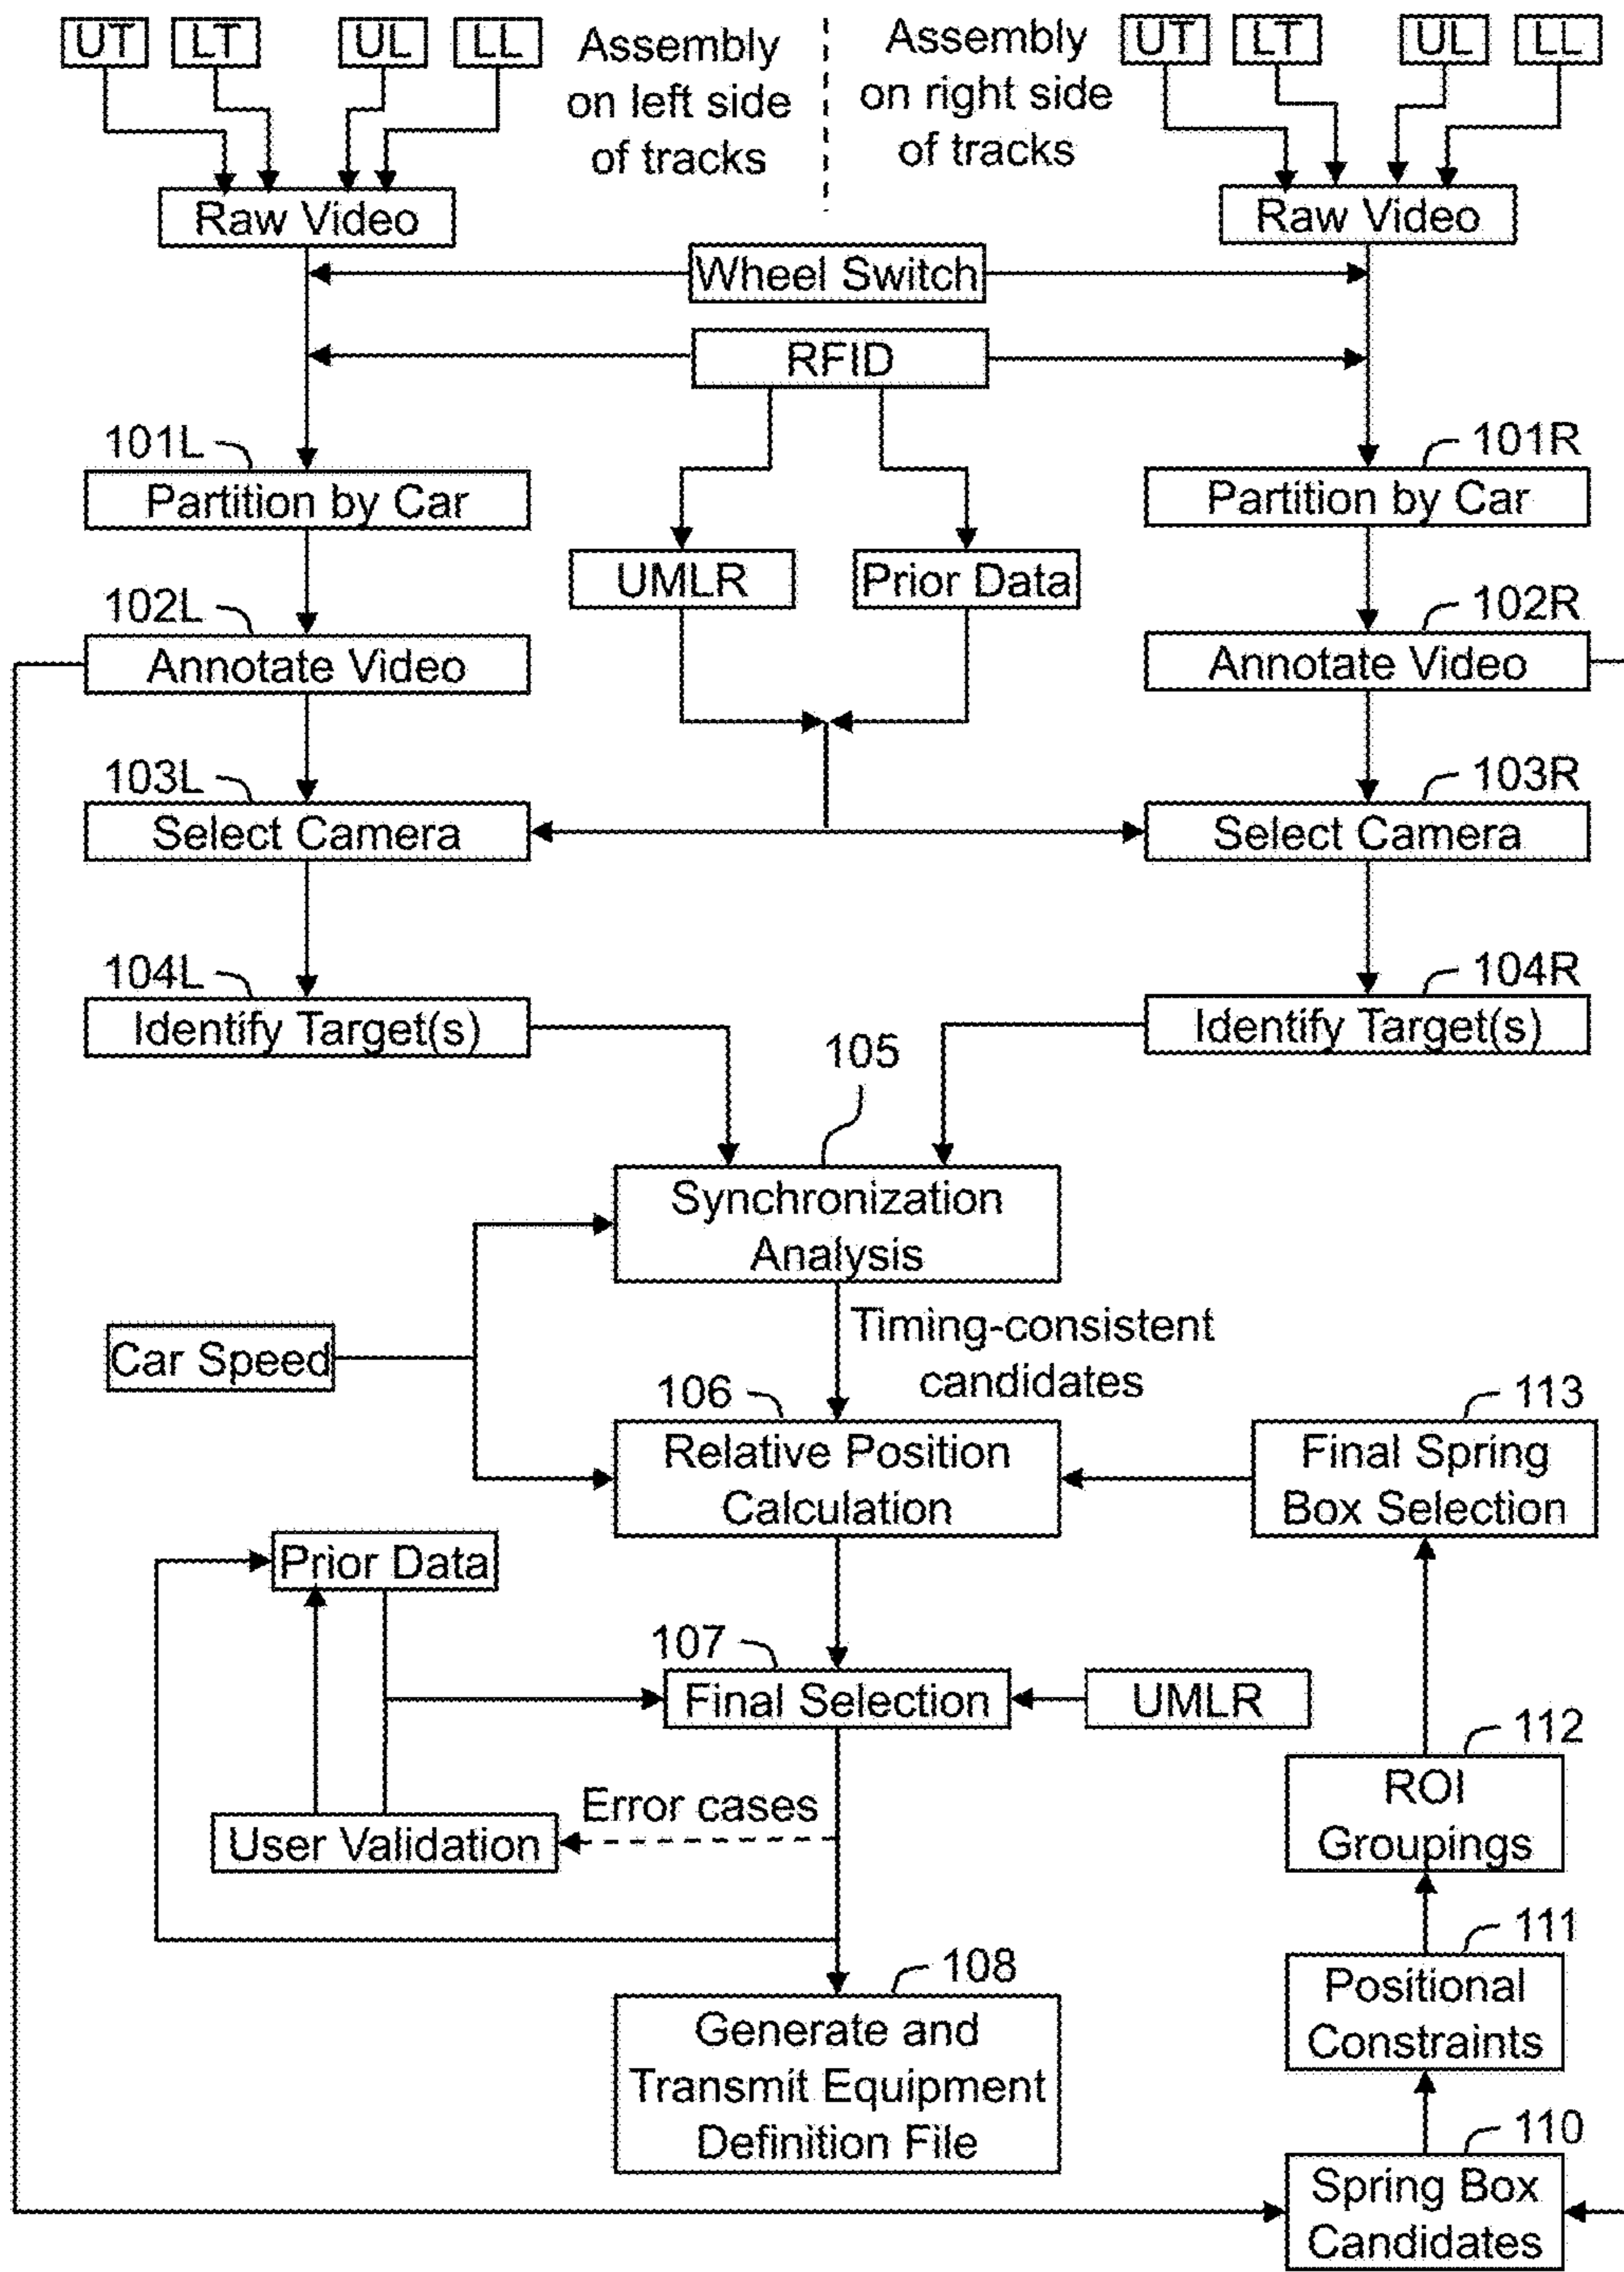 UT LT UL LL
Assembly
on left side
of tracks
Assembly
on right side
of tracks
UT LT UL LL
Raw Video
Raw Video
Wheel Switch
RFID
101L
Partition by Car
101R
Partition by Car
UMLR
Prior Data
102L
Annotate Video
102R
Annotate Video
103L
Select Camera
103R
Select Camera
104L
Identify Target(s)
104R
Identify Target(s)
105
Synchronization
Analysis
Timing-consistent
candidates
Car Speed
106
Relative Position
Calculation
113
Final Spring
Box Selection
Prior Data
107
Final Selection
UMLR
112
ROI
Groupings
Error cases
User Validation
111
Positional
Constraints
108
Generate and
Transmit Equipment
Definition File
110
Spring Box
Candidates